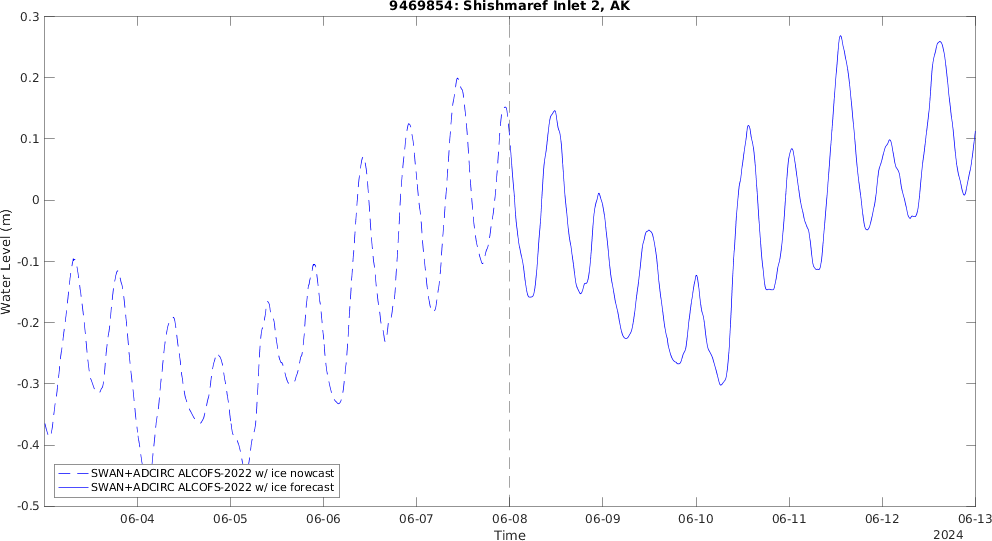 9469854: Shishmaref Inlet 2, AK
0.3
0.2
0.1
0
-0.1
-0.2
-0.3
-0.4
-0.5
Water Level (m)
SWAN+ADCIRC ALCOFS-2022 w/ ice nowcast
SWAN+ADCIRC ALCOFS-2022 w/ ice forecast
06-04 06-05 06-06 06-07 06-08 06-09 06-10 06-11 06-12 06-13
Time
2024